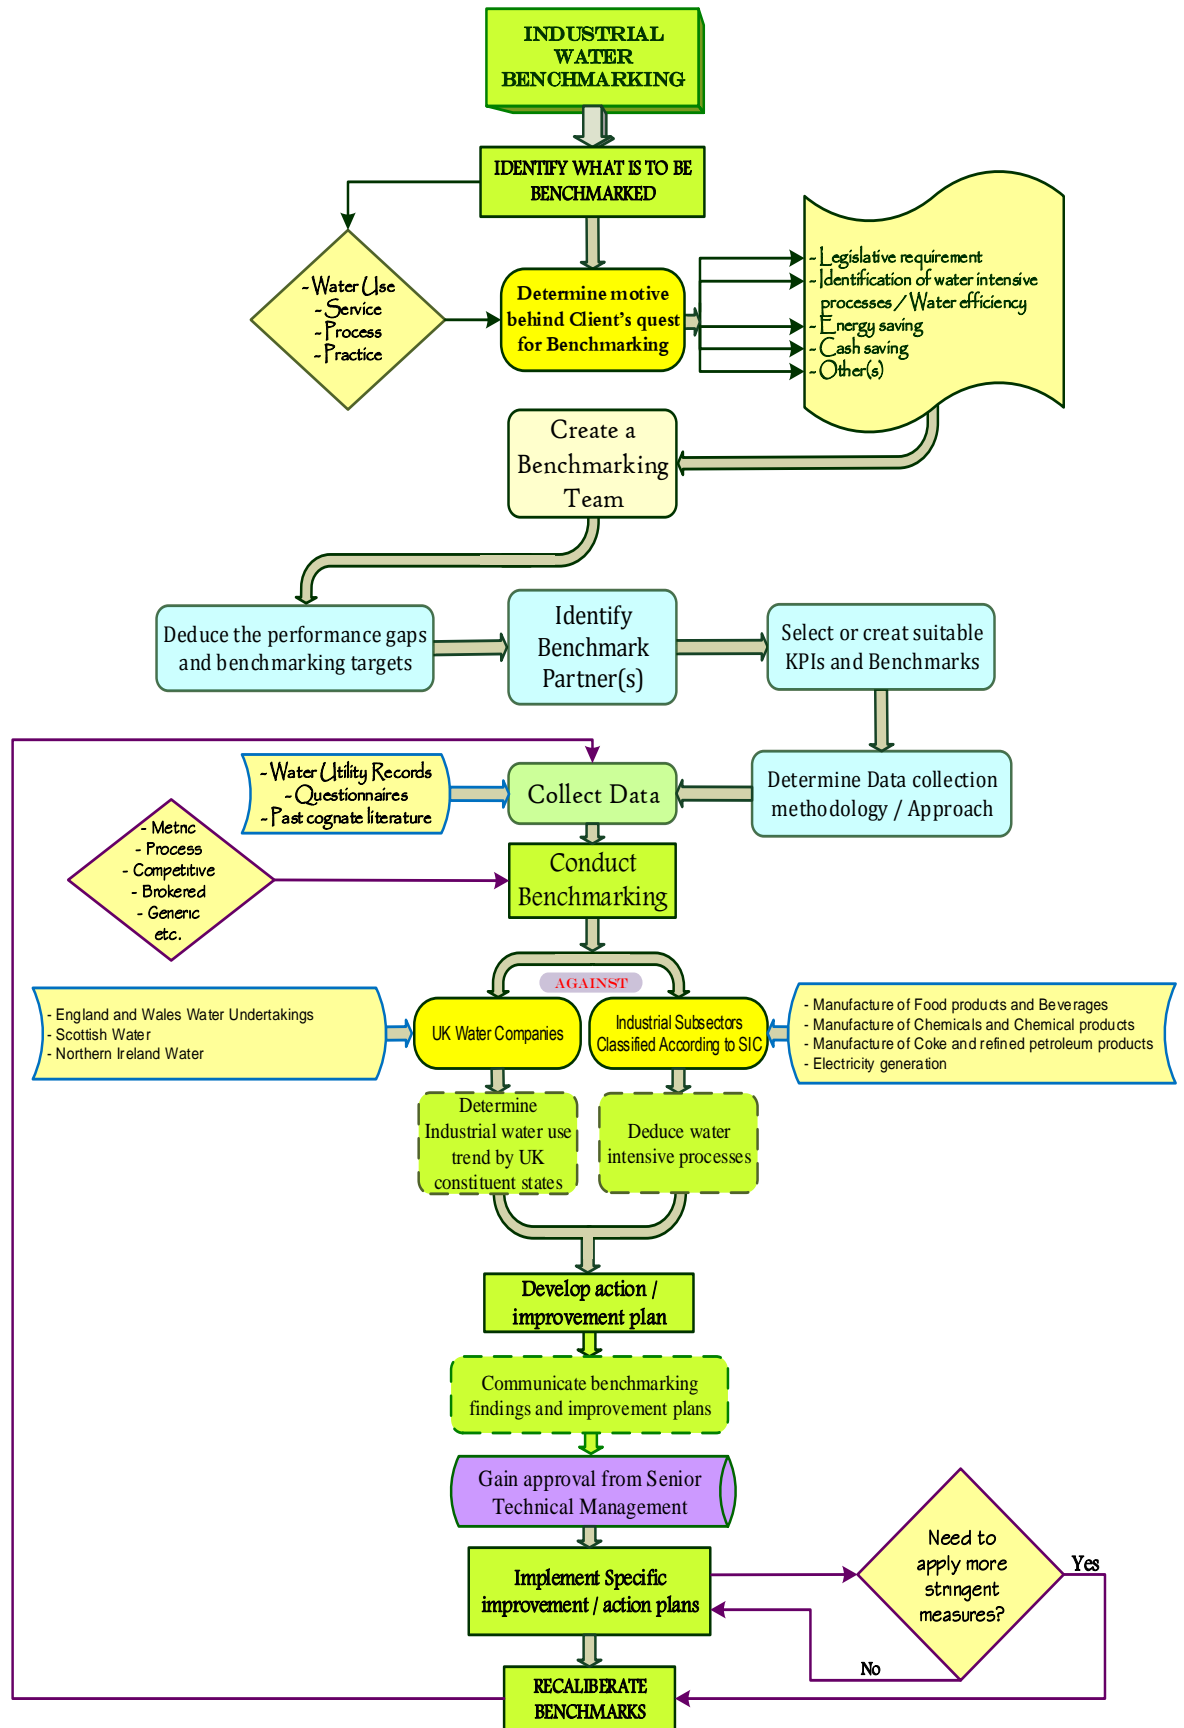 INDUSTRIAL
WATER
BENCHMARKING
IDENTIFY WHAT IS TO BE
BENCHMARKED
- Water Use
- Service
- Process
- Practice
Determine motive
behind Client's quest
for Benchmarking
- Legislative requirement
- Identification of water intensive
processes / Water efficiency
- Energy saving
- Cash saving
- Other(s)
Create a
Benchmarking
Team
Deduce the performance gaps
and benchmarking targets
Identify
Benchmark
Partner(s)
Select or creat suitable
KPIs and Benchmarks
- Water Utility Records
- Questionnaires
- Past cognate literature
Collect Data
Determine Data collection
methodology / Approach
- Metric
- Process
- Competitive
- Brokered
- Generic
etc.
Conduct
Benchmarking
AGAINST
- England and Wales Water Undertakings
- Scottish Water
- Northern Ireland Water
UK Water Companies
Industrial Subsectors
Classified According to SIC
- Manufacture of Food products and Beverages
- Manufacture of Chemicals and Chemical products
- Manufacture of Coke and refined petroleum products
- Electricity generation
Determine
Industrial water use
trend by UK
constituent states
Deduce water
intensive processes
Develop action /
improvement plan
Communicate benchmarking
findings and improvement plans
Gain approval from Senior
Technical Management
Implement Specific
improvement / action plans
Need to
apply more
stringent
measures?
Yes
No
RECALIBERATE
BENCHMARKS